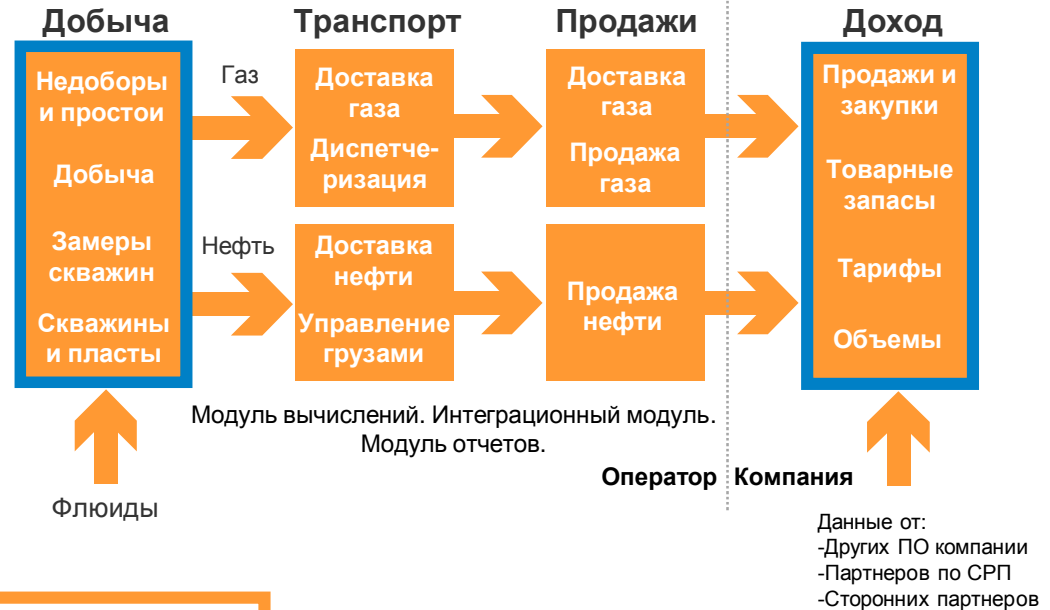 Добыча
Транспорт
Продажи
Доход
Недоборы
и простои
Добыча
Замеры
скважин
Скважины
и пласты
Газ
Нефть
Доставка
газа
Диспетче-
ризация
Доставка
нефти
Управление
грузами
Доставка
газа
Продажа
газа
Продажа
нефти
Продажи и
закупки
Товарные
запасы
Тарифы
Объемы
Модуль вычислений. Интеграционный модуль.
Модуль отчетов.
Оператор
Компания
Флюиды
Данные от:
-Других ПО компании
-Партнеров по СРП
-Сторонних партнеров